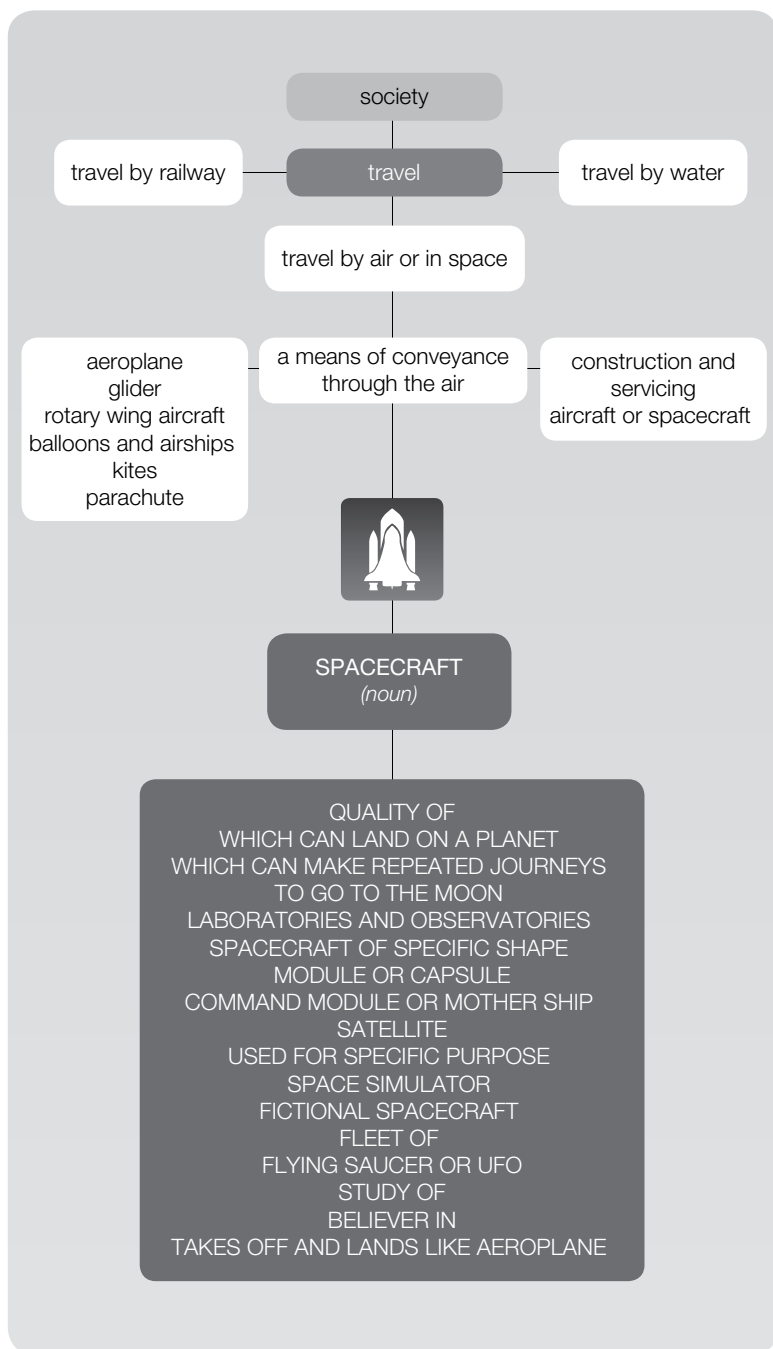 society
travel by railway
travel
travel by water
travel by air or in space
aeroplane
glider
rotary wing aircraft
balloons and airships
kites
parachute
a means of conveyance
through the air
construction and
servicing
aircraft or spacecraft
SPACECRAFT
(noun)
QUALITY OF
WHICH CAN LAND ON A PLANET
WHICH CAN MAKE REPEATED JOURNEYS
TO GO TO THE MOON
LABORATORIES AND OBSERVATORIES
SPACECRAFT OF SPECIFIC SHAPE
MODULE OR CAPSULE
COMMAND MODULE OR MOTHER SHIP
SATELLITE
USED FOR SPECIFIC PURPOSE
SPACE SIMULATOR
FICTIONAL SPACECRAFT
FLEET OF
FLYING SAUCER OR UFO
STUDY OF
BELIEVER IN
TAKES OFF AND LANDS LIKE AEROPLANE